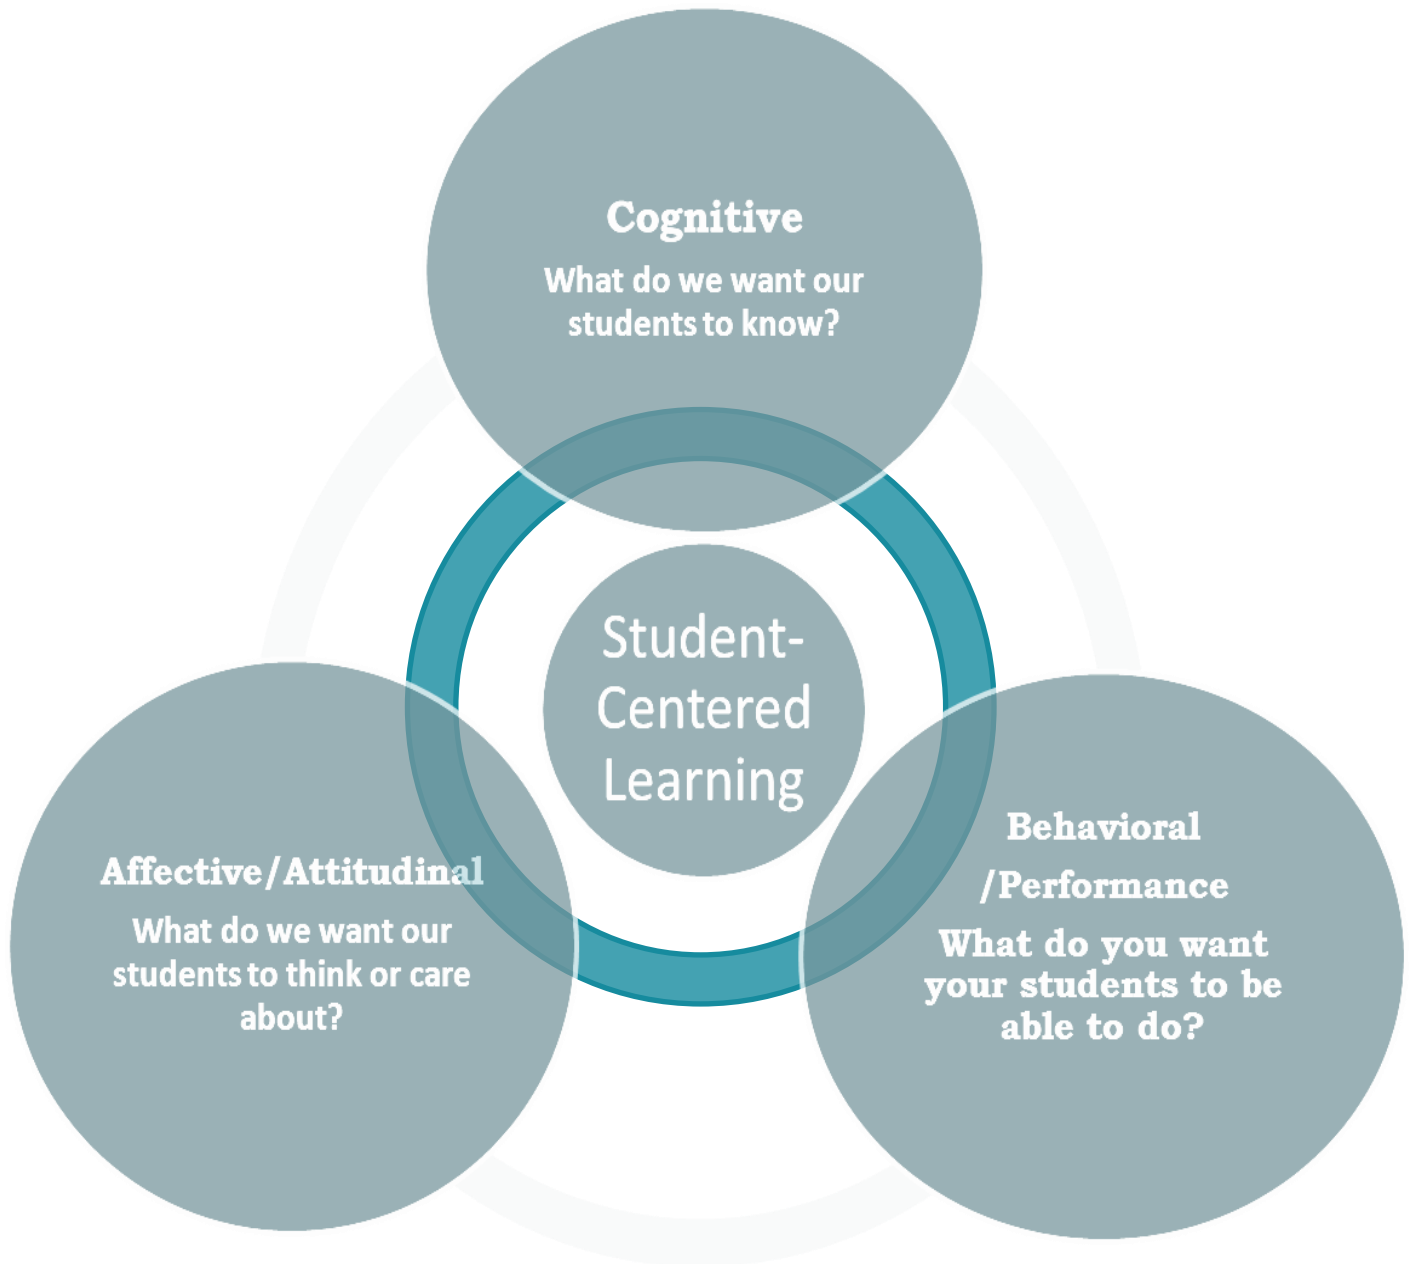 Cognitive
What do we want our
students to know?
Student-
Centered
Learning
Affective/Attitudinal
What do we want our
students to think or care
about?
Behavioral
/Performance
What do you want
your students to be
able to do?